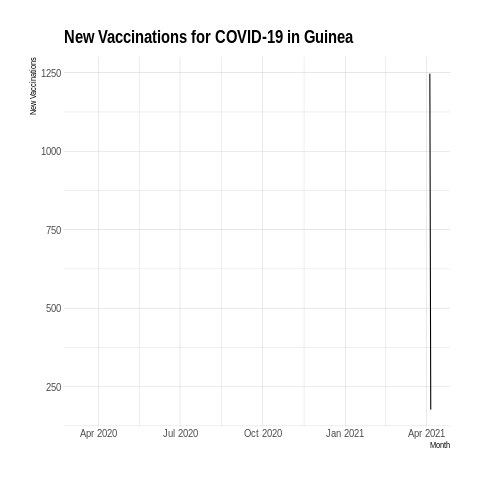 New Vaccinations for COVID-19 in Guinea
New Vaccinations
1250
1000
750
500
250
Apr 2020 Jul 2020 Oct 2020 Jan 2021 Apr 2021
Month